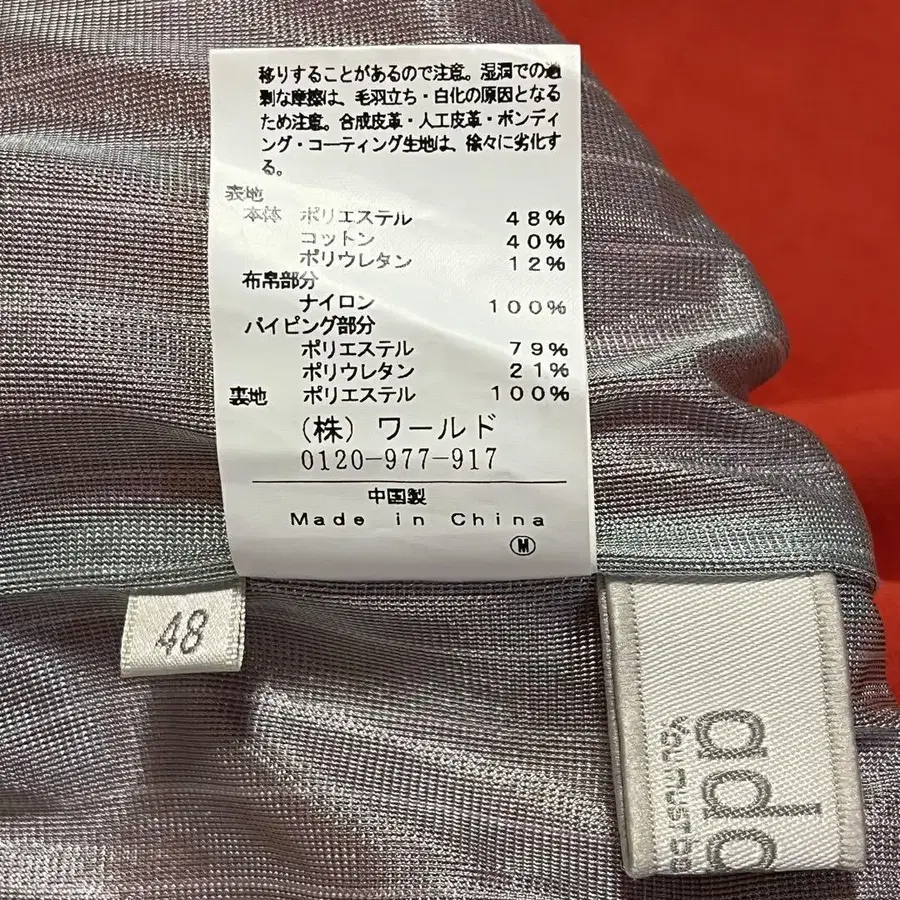 移りすることがあるので注意。湿潤での過
剰な摩擦は、毛羽立ち・白化の原因となる
ため注意。合成皮革・人工皮革・ボンディ
ング・コーティング生地は、徐々に劣化す
る。
表地
本体 ポリエステル 48%
コットン 40%
ポリウレタン 12%
布帛部分
ナイロン 100%
パイピング部分
ポリエステル 79%
ポリウレタン 21%
裏地 ポリエステル 100%
(株) ワールド
0120-977-917
中国製
Made in China
M
48